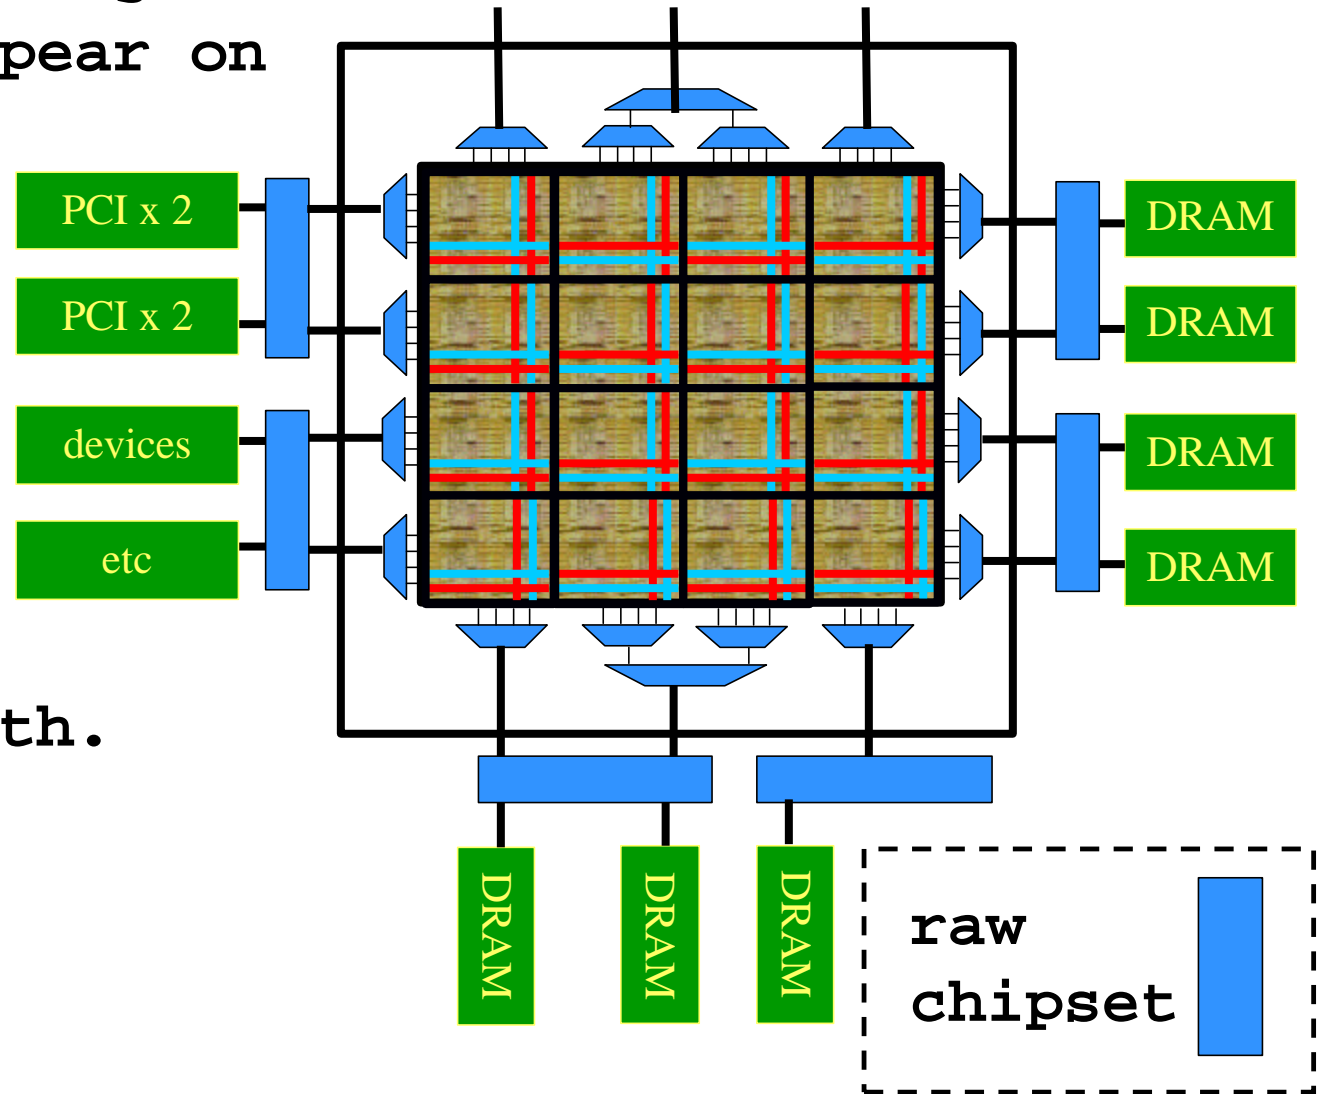 pear on
PCI x 2
PCI x 2
devices
etc
DRAM
DRAM
DRAM
DRAM
th.
DRAM
DRAM
DRAM
raw
chipset